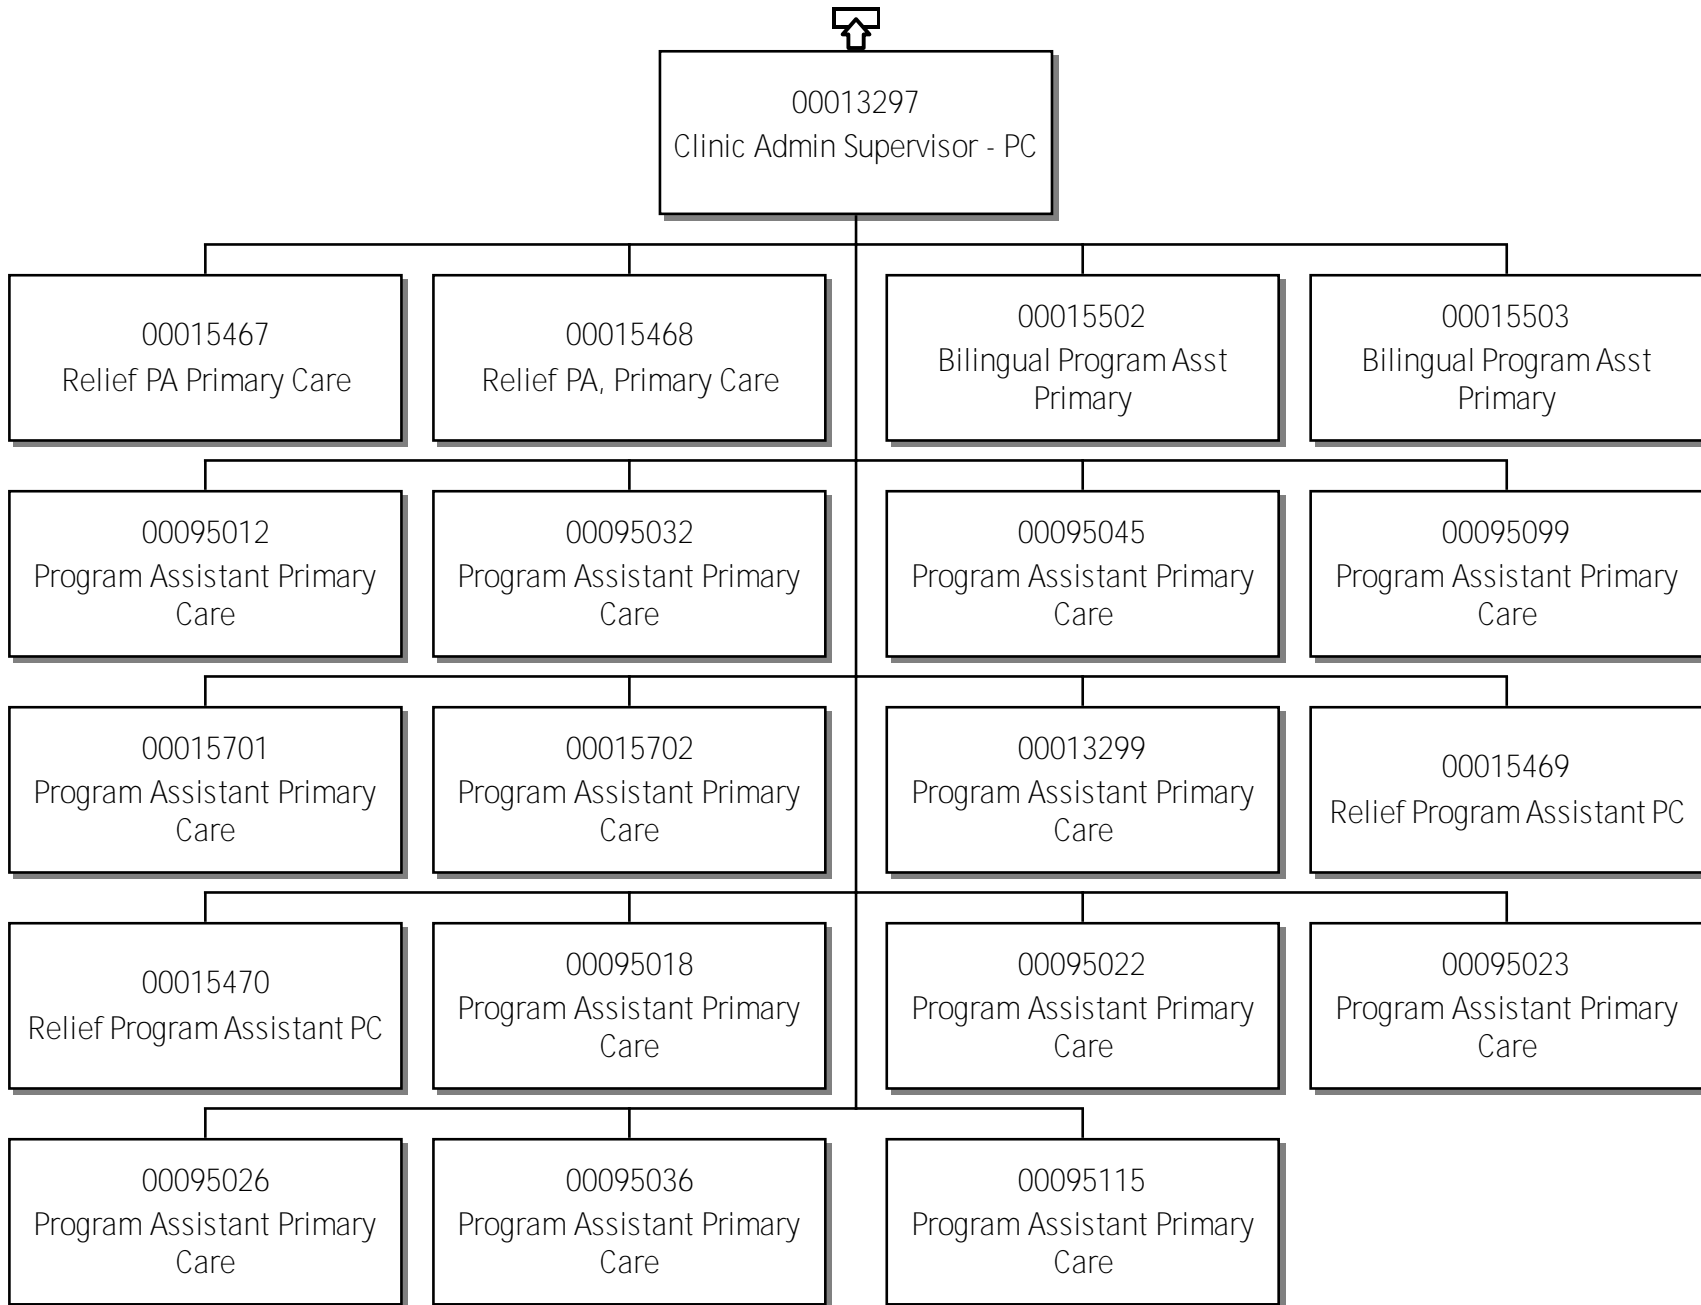 00013297
Clinic Admin Supervisor - PC
00015467
Relief PA Primary Care
00015468
Relief PA, Primary Care
00015502
Bilingual Program Asst
Primary
00015503
Bilingual Program Asst
Primary
00095012
Program Assistant Primary
Care
00095032
Program Assistant Primary
Care
00095045
Program Assistant Primary
Care
00095099
Program Assistant Primary
Care
00015701
Program Assistant Primary
Care
00015702
Program Assistant Primary
Care
00013299
Program Assistant Primary
Care
00015469
Relief Program Assistant PC
00015470
Relief Program Assistant PC
00095018
Program Assistant Primary
Care
00095022
Program Assistant Primary
Care
00095023
Program Assistant Primary
Care
00095026
Program Assistant Primary
Care
00095036
Program Assistant Primary
Care
00095115
Program Assistant Primary
Care